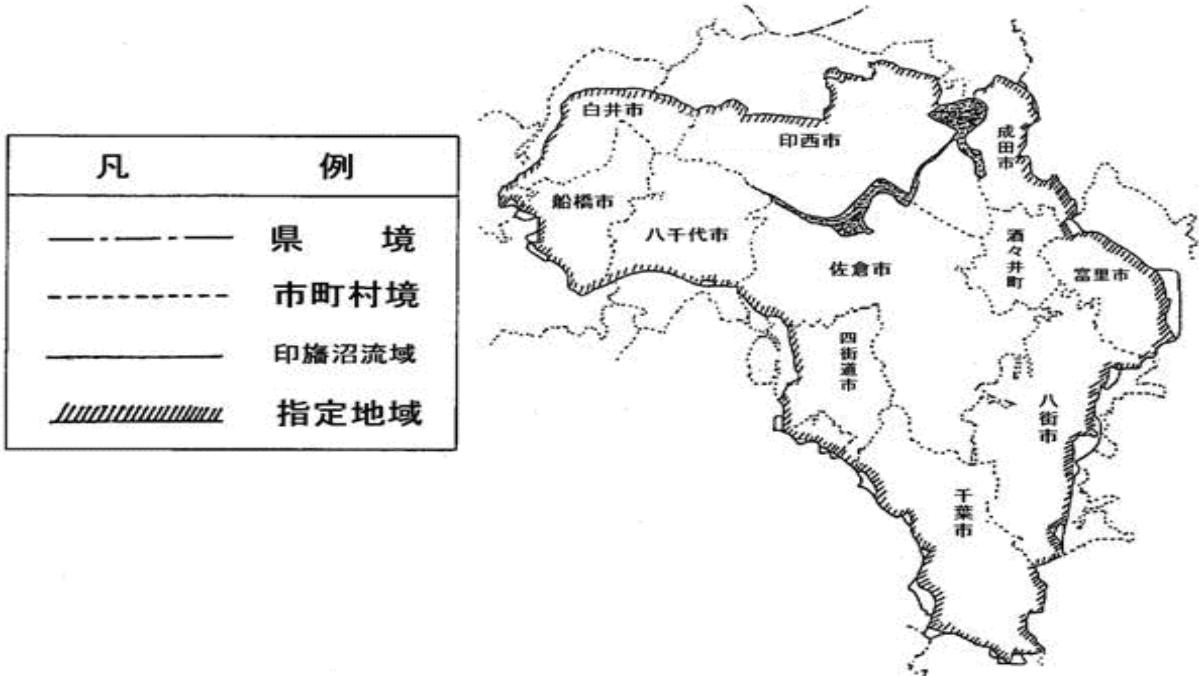 凡 例
県 境
市町村境
印旛沼流域
指定地域
白井市
印西市
成田市
船橋市
八千代市
佐倉市
酒々井町
富里市
四街道市
八街市
千葉市